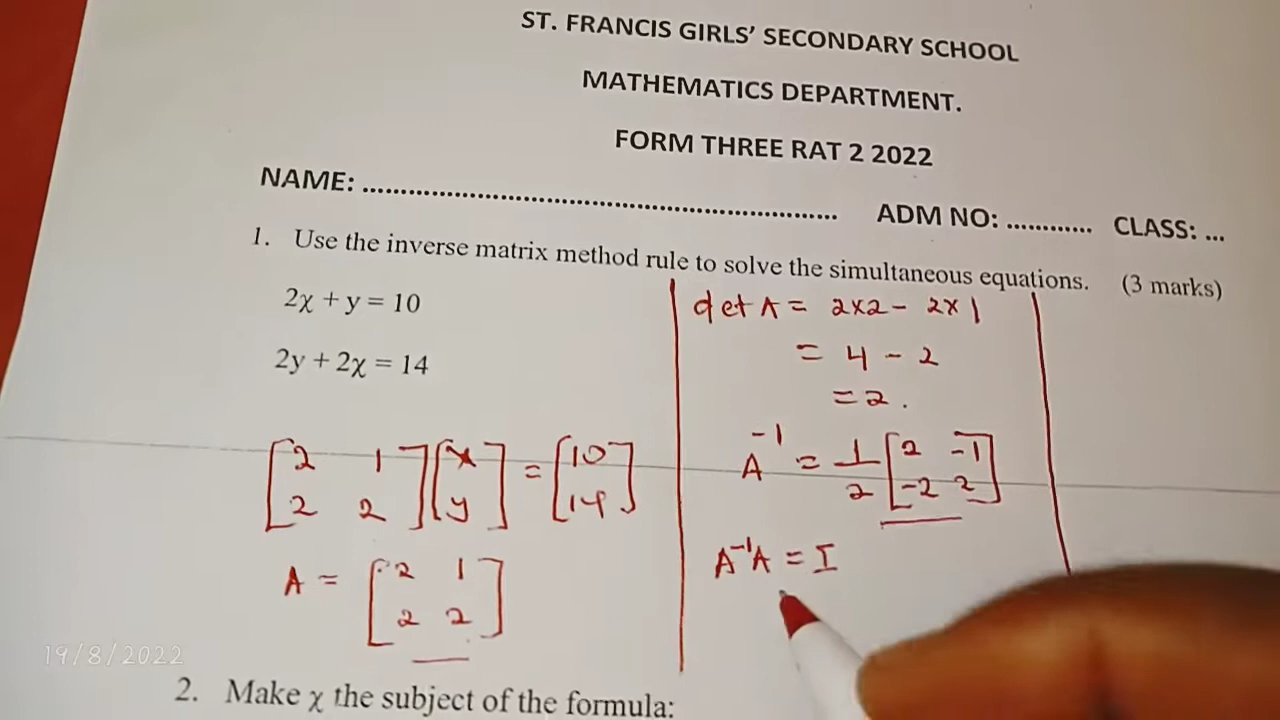 ST. FRANCIS GIRLS' SECONDARY SCHOOL
MATHEMATICS DEPARTMENT.
FORM THREE RAT 2 2022
NAME: ............................................................... ADM NO: ............ CLASS: ...
1. Use the inverse matrix method rule to solve the simultaneous equations. (3 marks)
2χ + y = 10
2y + 2χ = 14
[2 1] [x] = [10]
[2 2] [y] [14]
A = [2 1]
[2 2]
det A = 2x2 - 2x1
= 4 - 2
= 2.
A⁻¹ = 1/2 [2 -1]
[-2 2]
A⁻¹A = I
19/8/2022
2. Make χ the subject of the formula: